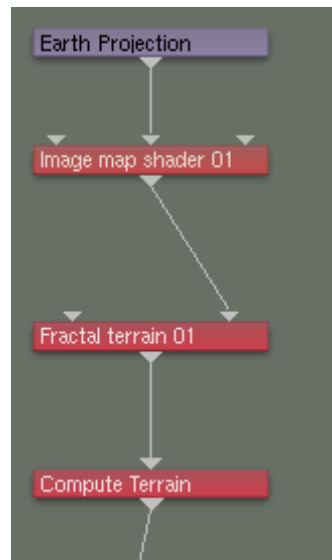 Earth Projection
Image map shader 01
Fractal terrain 01
Compute Terrain